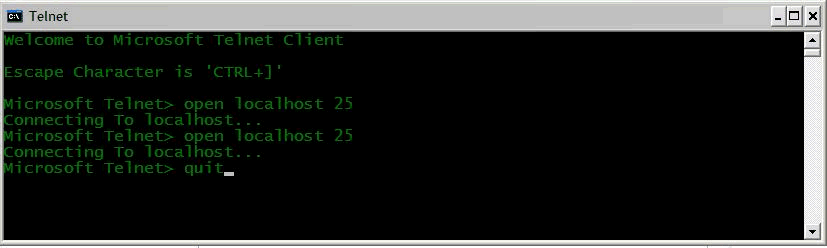 Telnet
Welcome to Microsoft Telnet Client
Escape Character is 'CTRL+]'
Microsoft Telnet> open localhost 25
Connecting To localhost...
Microsoft Telnet> open localhost 25
Connecting To localhost...
Microsoft Telnet> quit